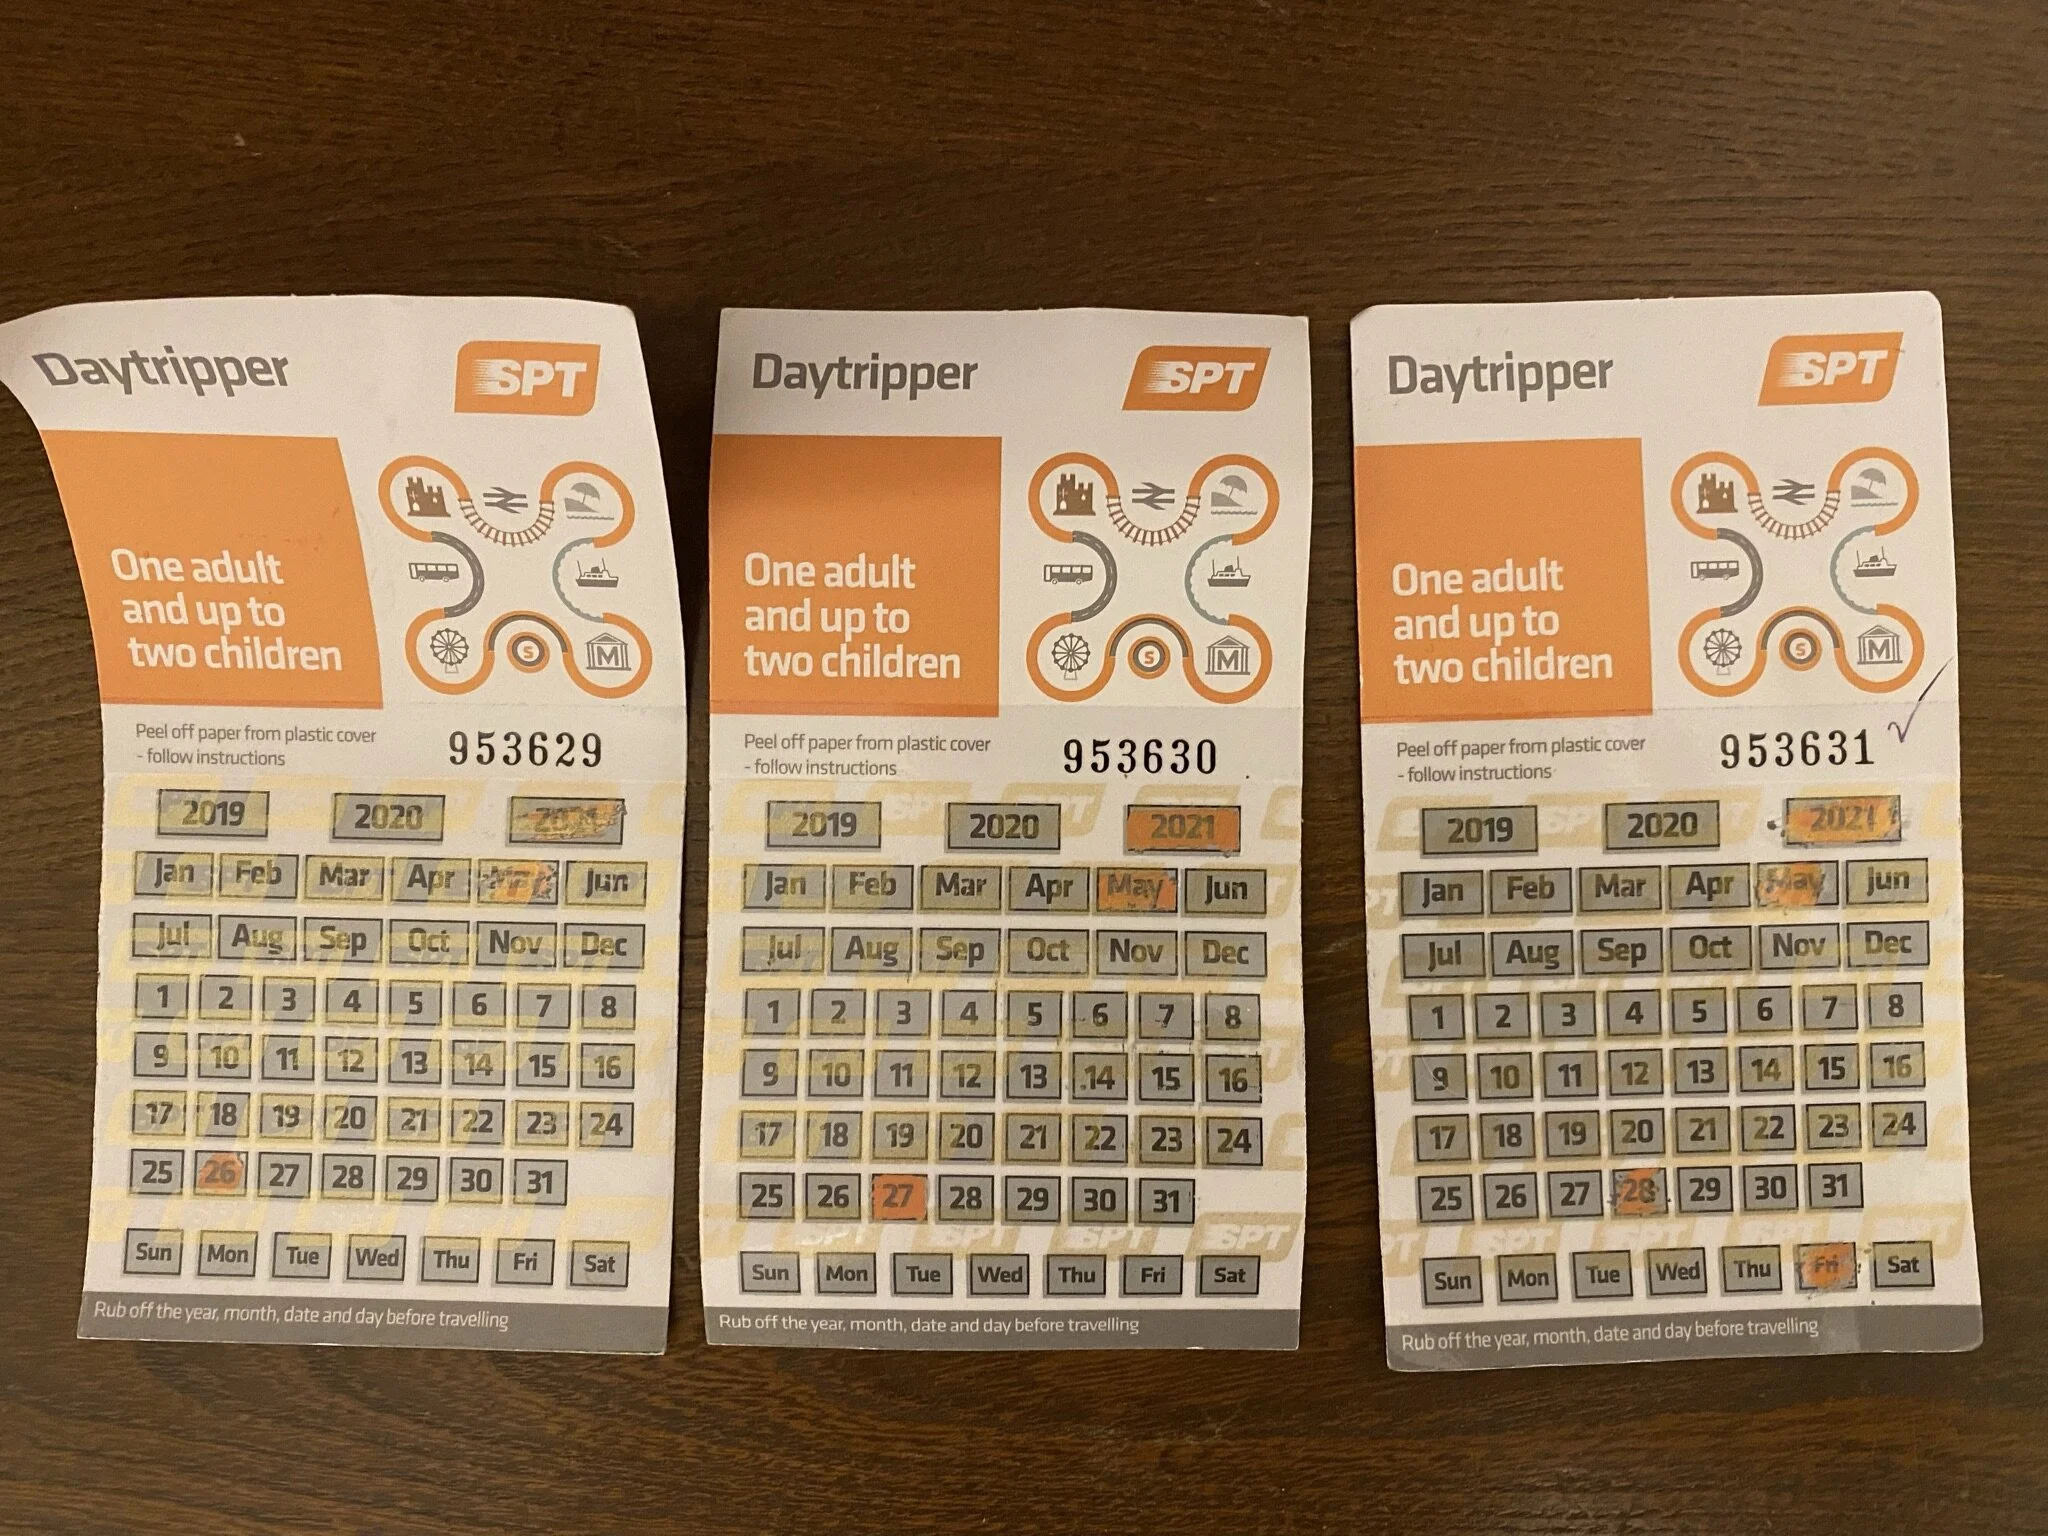 Daytripper
SPT
One adult
and up to
two children
S
M
Peel off paper from plastic cover
- follow instructions
953629
2019 2020 2021
Jan Feb Mar Apr May Jun
Jul Aug Sep Oct Nov Dec
1 2 3 4 5 6 7 8
9 10 11 12 13 14 15 16
17 18 19 20 21 22 23 24
25 26 27 28 29 30 31
Sun Mon Tue Wed Thu Fri Sat
Rub off the year, month, date and day before travelling
Daytripper
SPT
One adult
and up to
two children
S
M
Peel off paper from plastic cover
- follow instructions
953630
2019 2020 2021
Jan Feb Mar Apr May Jun
Jul Aug Sep Oct Nov Dec
1 2 3 4 5 6 7 8
9 10 11 12 13 14 15 16
17 18 19 20 21 22 23 24
25 26 27 28 29 30 31
SPT SPT SPT SPT
Sun Mon Tue Wed Thu Fri Sat
Rub off the year, month, date and day before travelling
Daytripper
SPT
One adult
and up to
two children
S
M
Peel off paper from plastic cover
- follow instructions
953631
2019 2020 2021
Jan Feb Mar Apr May Jun
Jul Aug Sep Oct Nov Dec
1 2 3 4 5 6 7 8
9 10 11 12 13 14 15 16
17 18 19 20 21 22 23 24
25 26 27 28 29 30 31
SPT SPT SPT SPT
Sun Mon Tue Wed Thu Fri Sat
Rub off the year, month, date and day before travelling